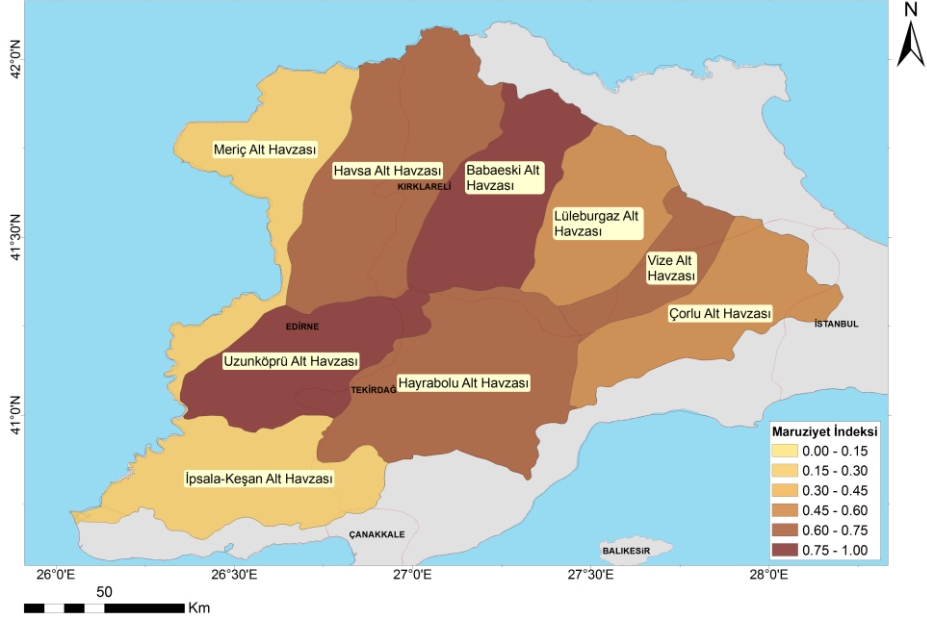 N
42°0'N
41°30'N
41°0'N
Meriç Alt Havzası
Havsa Alt Havzası
KIRKLARELİ
Babaeski Alt
Havzası
Lüleburgaz Alt
Havzası
Vize Alt
Havzası
Çorlu Alt Havzası
İSTANBUL
EDİRNE
Uzunköprü Alt Havzası
TEKİRDAĞ
Hayrabolu Alt Havzası
İpsala-Keşan Alt Havzası
ÇANAKKALE
BALIKESİR
Maruziyet İndeksi
0.00 - 0.15
0.15 - 0.30
0.30 - 0.45
0.45 - 0.60
0.60 - 0.75
0.75 - 1.00
26°0'E
26°30'E
27°0'E
27°30'E
28°0'E
50
Km